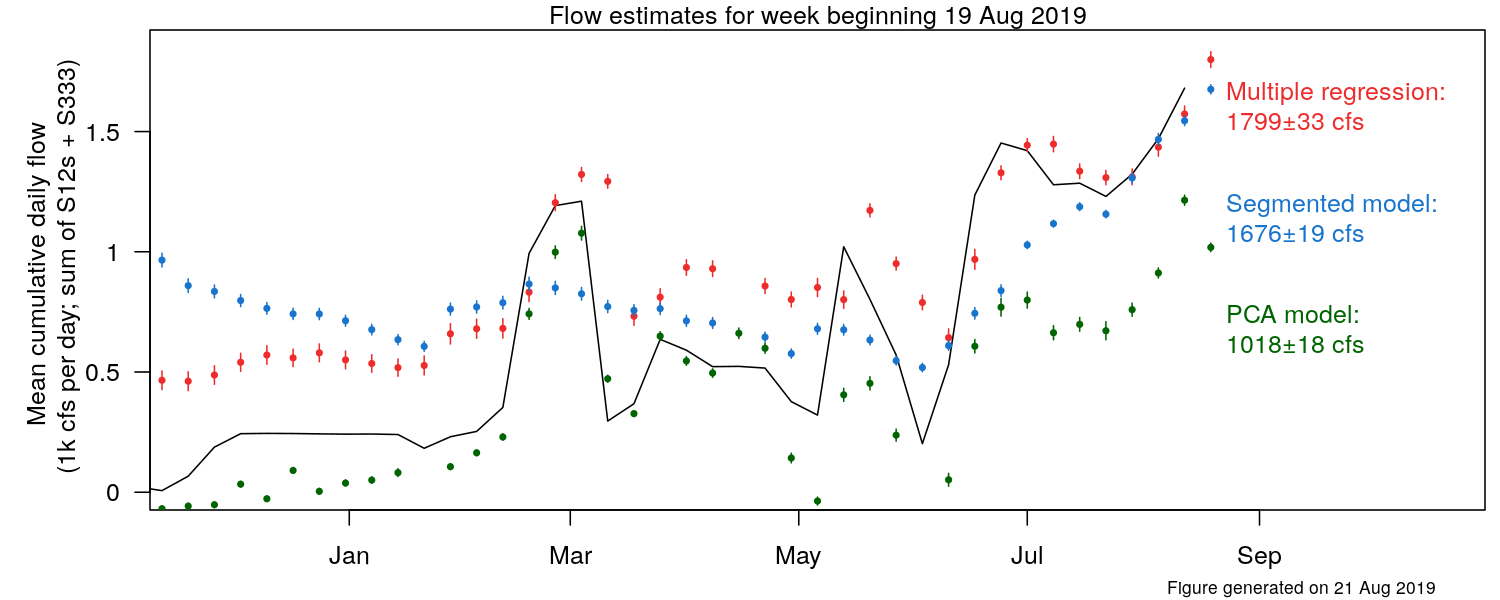 Flow estimates for week beginning 19 Aug 2019
Mean cumulative daily flow
(1k cfs per day; sum of S12s + S333)
1.5
1
0.5
0
Multiple regression:
1799±33 cfs
Segmented model:
1676±19 cfs
PCA model:
1018±18 cfs
Jan Mar May Jul Sep
Figure generated on 21 Aug 2019